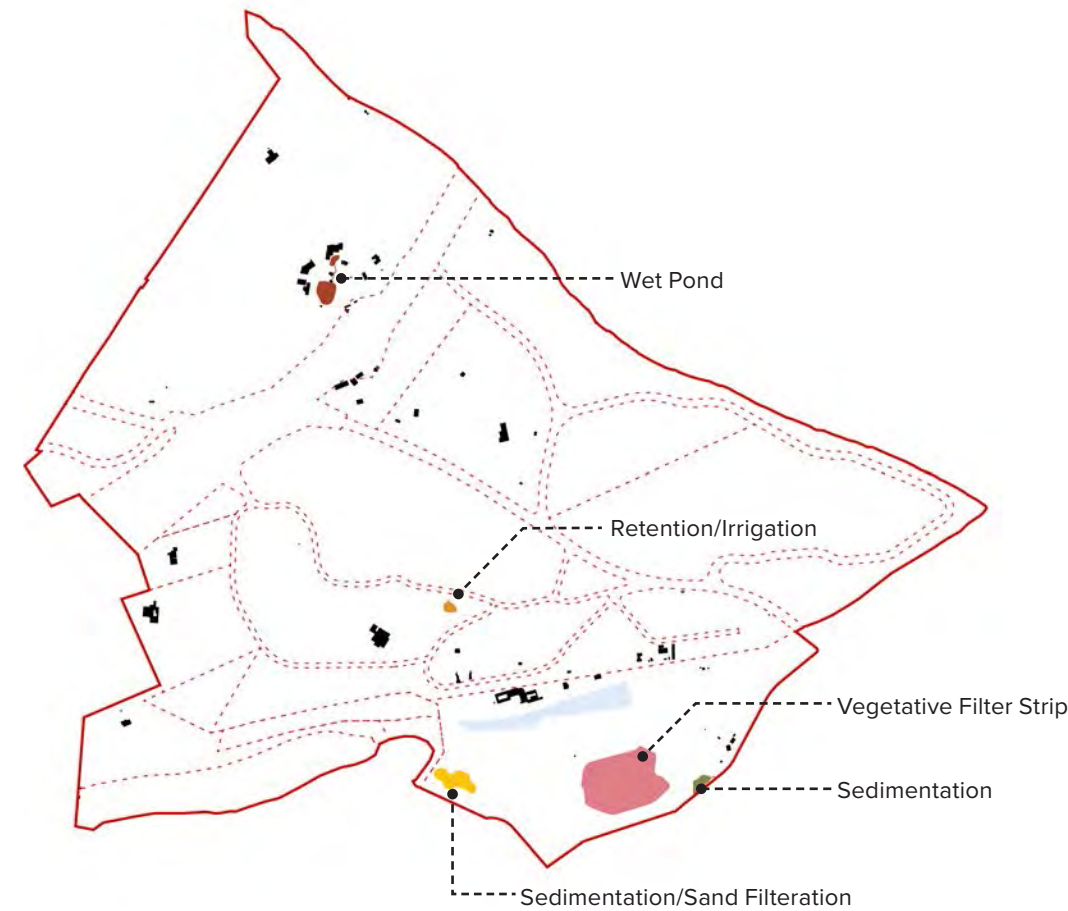 Wet Pond
Retention/Irrigation
Vegetative Filter Strip
Sedimentation
Sedimentation/Sand Filteration